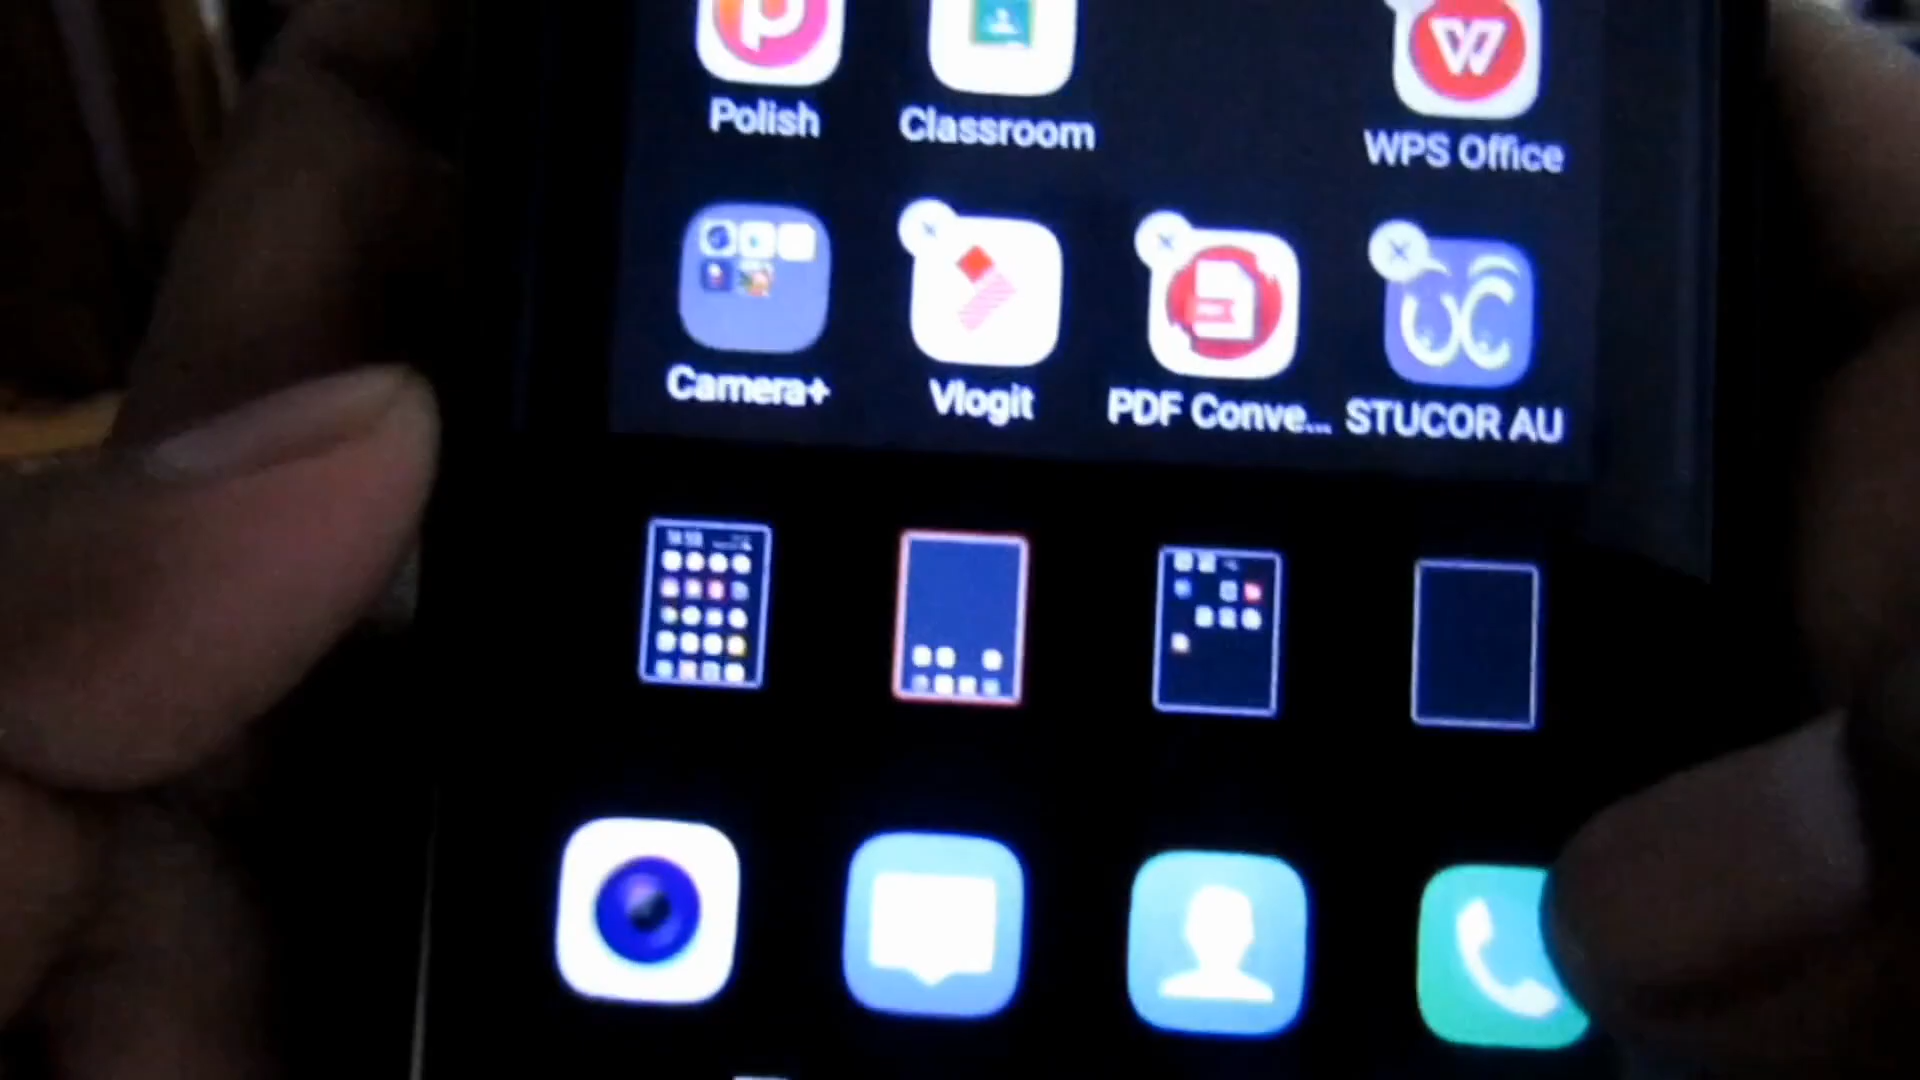 Polish
Classroom
WPS Office
Camera+
Vlogit
PDF Conve...
STUCOR AU